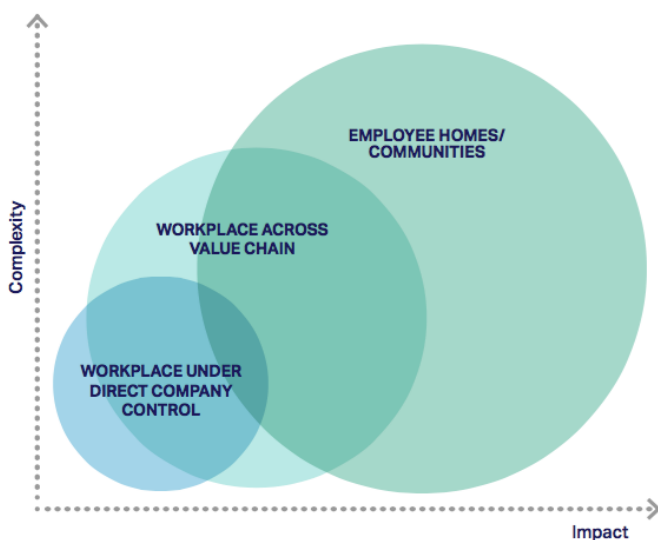 EMPLOYEE HOMES/
COMMUNITIES
WORKPLACE ACROSS
VALUE CHAIN
Complexity
WORKPLACE UNDER
DIRECT COMPANY
CONTROL
Impact